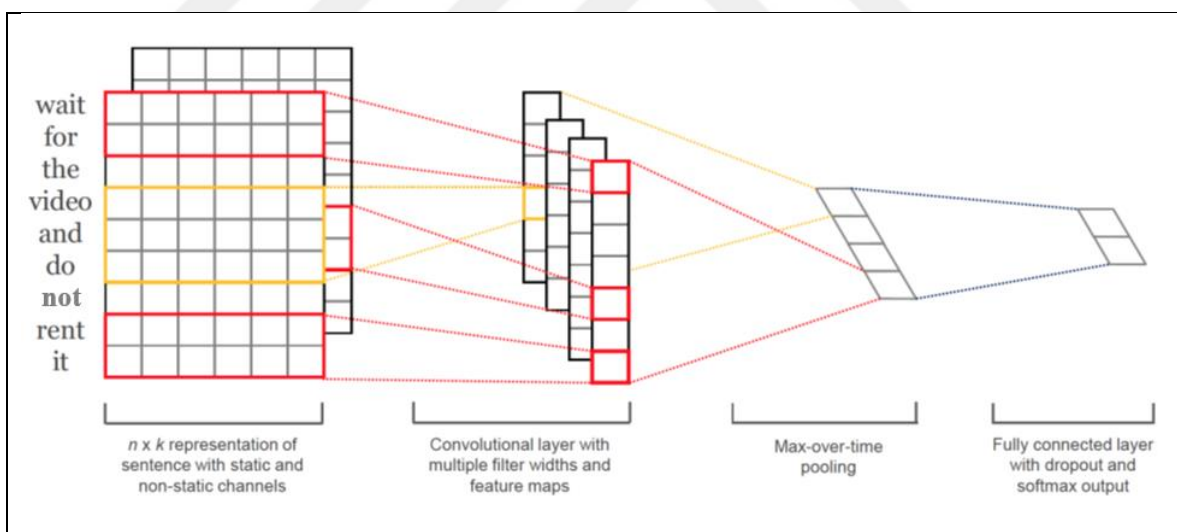 wait
for
the
video
and
do
not
rent
it
n x k representation of
sentence with static and
non-static channels
Convolutional layer with
multiple filter widths and
feature maps
Max-over-time
pooling
Fully connected layer
with dropout and
softmax output